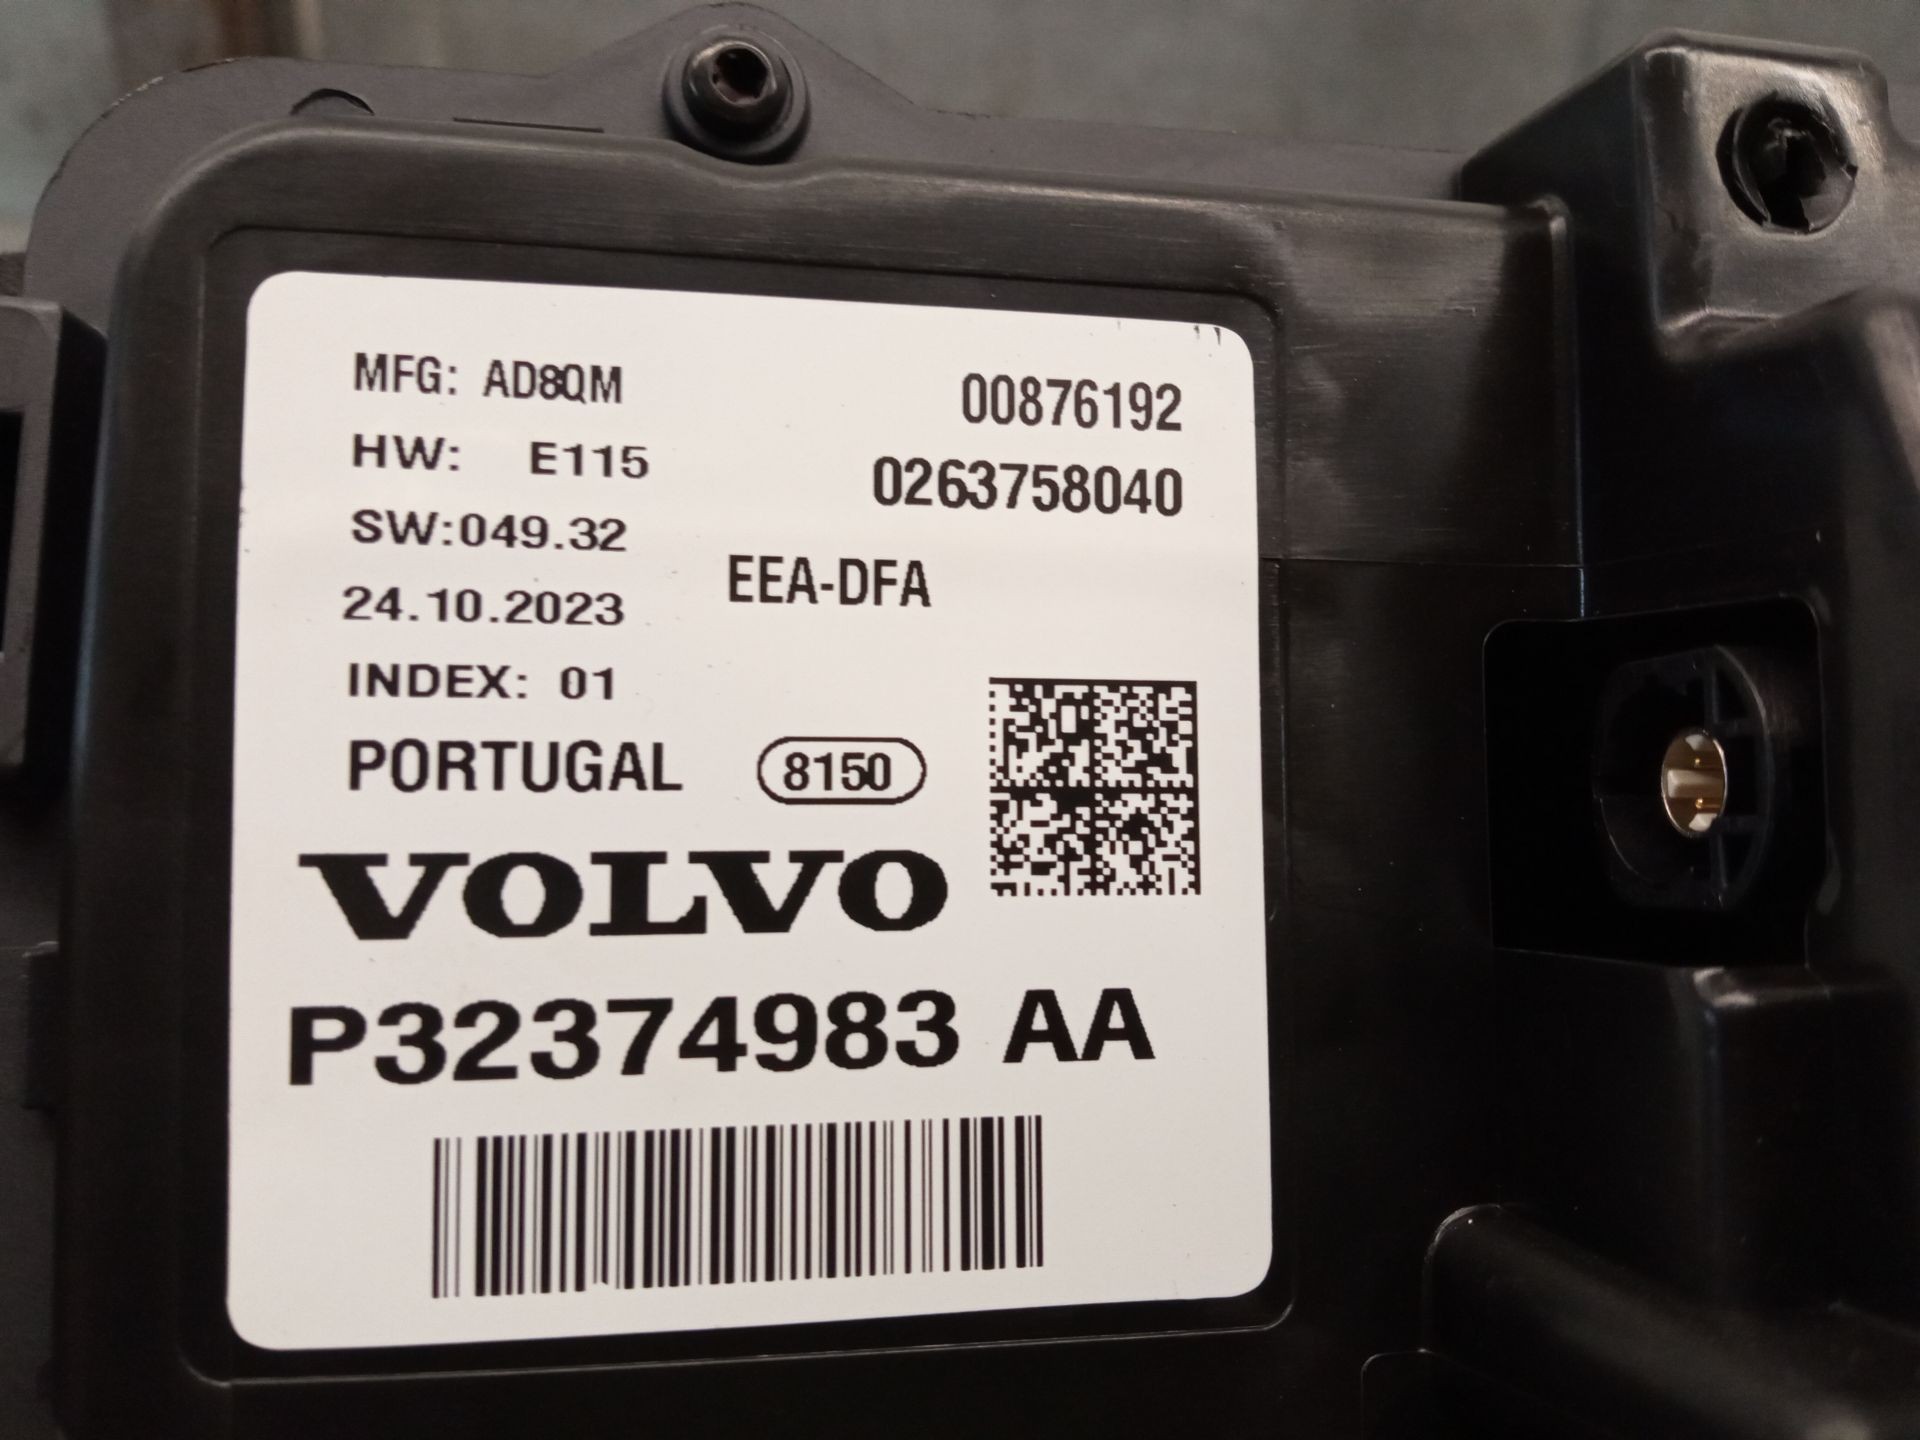 MFG: AD8QM 00876192
HW: E115 0263758040
SW:049.32
24.10.2023 EEA-DFA
INDEX: 01
PORTUGAL 8150
VOLVO
P32374983 AA